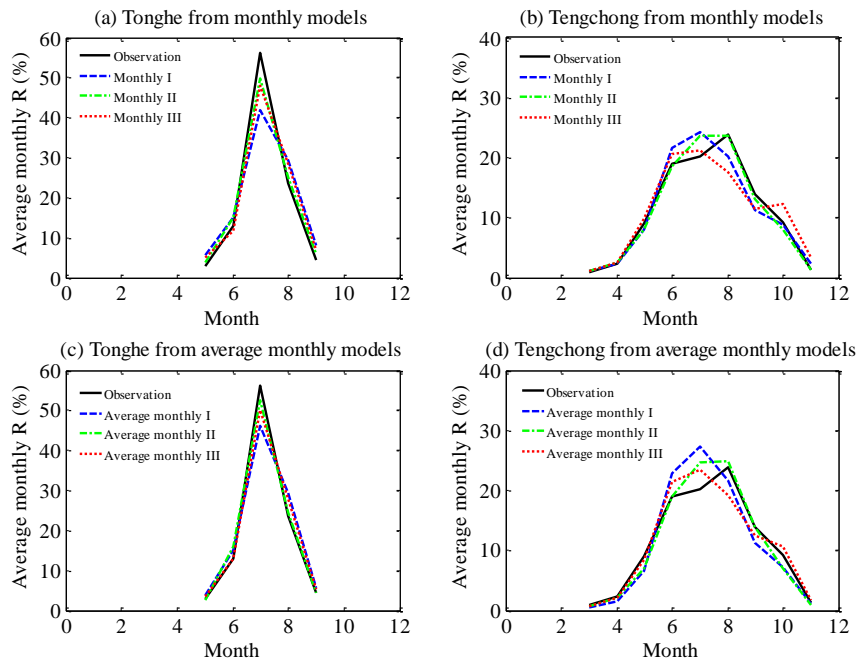 (a) Tonghe from monthly models
60
50
40
30
20
10
0
0 2 4 6 8 10 12
Average monthly R (%)
Month
Observation
Monthly I
Monthly II
Monthly III
(b) Tengchong from monthly models
40
30
20
10
0
0 2 4 6 8 10 12
Average monthly R (%)
Month
Observation
Monthly I
Monthly II
Monthly III
(c) Tonghe from average monthly models
60
50
40
30
20
10
0
0 2 4 6 8 10 12
Average monthly R (%)
Month
Observation
Average monthly I
Average monthly II
Average monthly III
(d) Tengchong from average monthly models
40
30
20
10
0
0 2 4 6 8 10 12
Average monthly R (%)
Month
Observation
Average monthly I
Average monthly II
Average monthly III